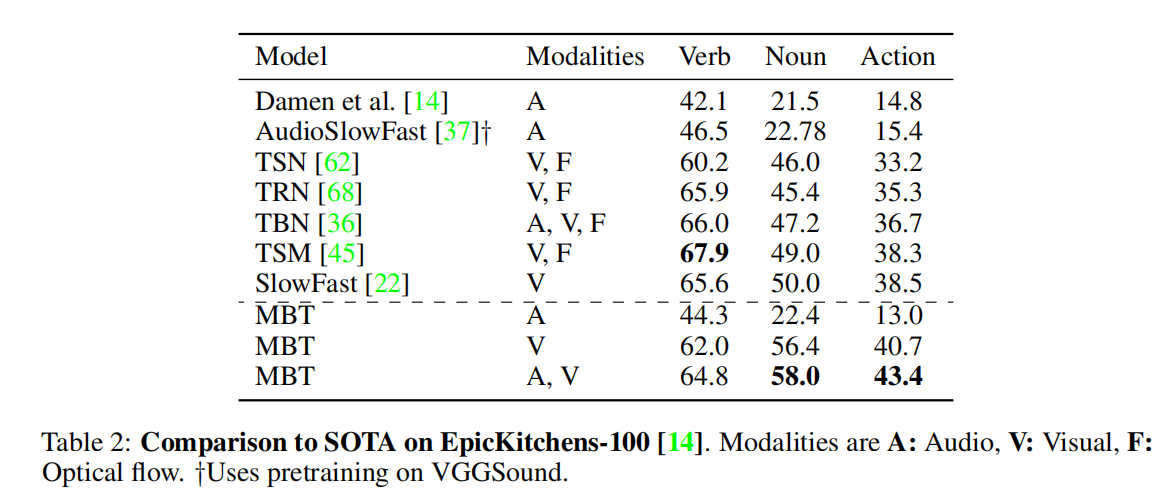 Model Modalities Verb Noun Action
Damen et al. [14] A 42.1 21.5 14.8
AudioSlowFast [37]† A 46.5 22.78 15.4
TSN [62] V, F 60.2 46.0 33.2
TRN [68] V, F 65.9 45.4 35.3
TBN [36] A, V, F 66.0 47.2 36.7
TSM [45] V, F 67.9 49.0 38.3
SlowFast [22] V 65.6 50.0 38.5
MBT A 44.3 22.4 13.0
MBT V 62.0 56.4 40.7
MBT A, V 64.8 58.0 43.4
Table 2: Comparison to SOTA on EpicKitchens-100 [14]. Modalities are A: Audio, V: Visual, F:
Optical flow. †Uses pretraining on VGGSound.